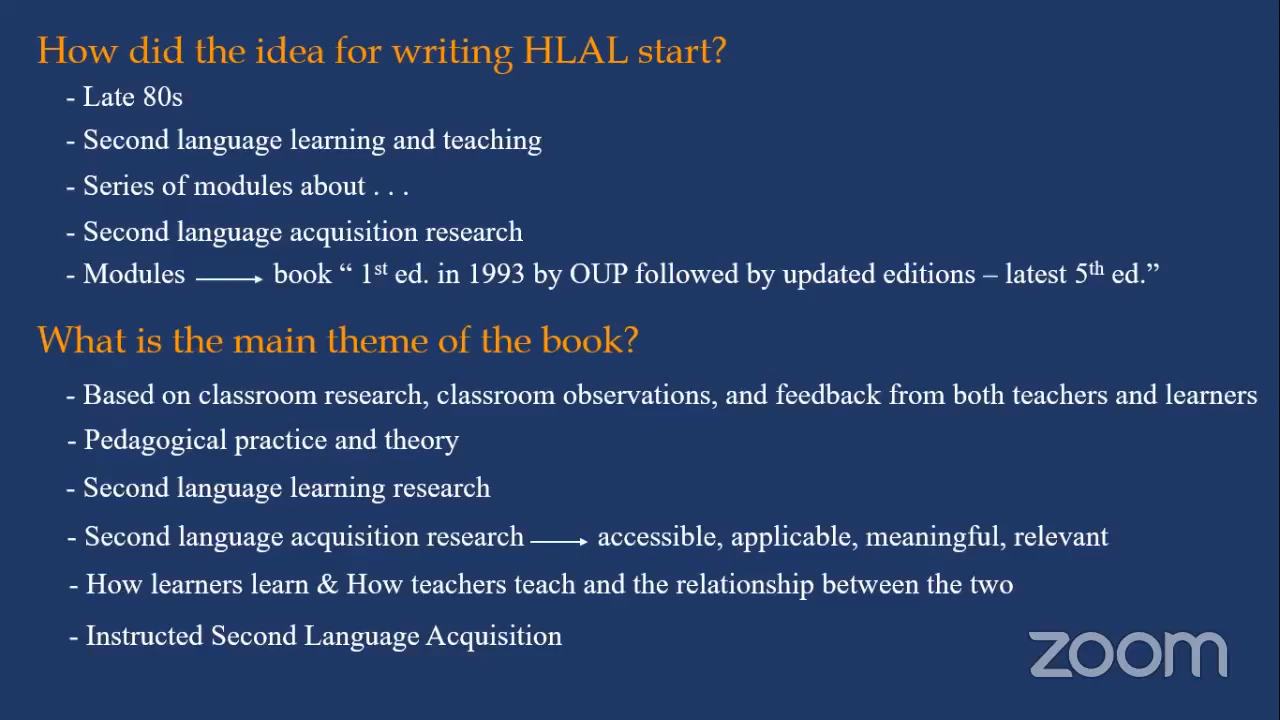 How did the idea for writing HLAL start?
- Late 80s
- Second language learning and teaching
- Series of modules about . . .
- Second language acquisition research
- Modules ⟶ book “ 1st ed. in 1993 by OUP followed by updated editions – latest 5th ed.”
What is the main theme of the book?
- Based on classroom research, classroom observations, and feedback from both teachers and learners
- Pedagogical practice and theory
- Second language learning research
- Second language acquisition research ⟶ accessible, applicable, meaningful, relevant
- How learners learn & How teachers teach and the relationship between the two
- Instructed Second Language Acquisition
zoom